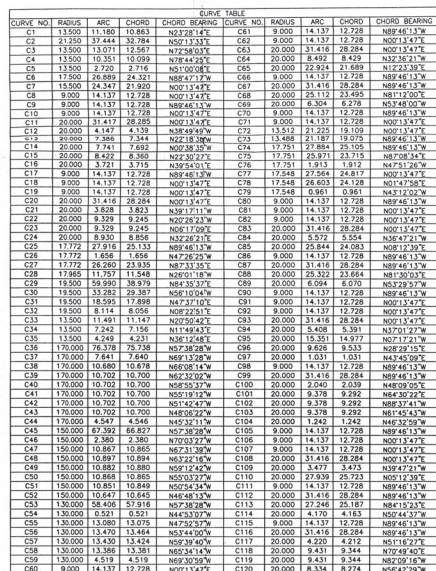 CURVE TABLE
CURVE NO. RADIUS ARC CHORD CHORD BEARING CURVE NO. RADIUS ARC CHORD CHORD BEARING
C1 13.500 11.180 10.863 N23°28'14"E C61 9.000 14.137 12.728 N89°46'13"W
C2 21.250 37.444 32.784 N50°13'33"E C62 9.000 14.137 12.728 N00°13'47"E
C3 13.500 13.071 12.567 N72°58'03"E C63 20.000 31.416 28.284 N00°13'47"E
C4 13.500 10.351 10.099 N78°44'25"E C64 20.000 8.492 8.429 N32°36'21"W
C5 13.500 2.720 2.716 N51°00'08"E C65 20.000 22.924 21.689 N12°23'39"E
C6 17.500 26.889 24.321 N88°47'17"W C66 9.000 14.137 12.728 N00°13'47"E
C7 15.500 24.347 21.920 N00°13'47"E C67 20.000 31.416 28.284 N89°46'13"W
C8 9.000 14.137 12.728 N00°13'47"E C68 20.000 25.112 23.495 N81°12'00"E
C9 9.000 14.137 12.728 N89°46'13"W C69 20.000 6.304 6.278 N53°48'00"W
C10 9.000 14.137 12.728 N00°13'47"E C70 9.000 14.137 12.728 N89°46'13"W
C11 20.000 31.417 28.285 N00°13'43"E C71 9.000 14.137 12.728 N00°13'47"E
C12 20.000 4.147 4.139 N38°49'49"W C72 13.512 21.225 19.109 N00°13'47"E
20.000 7.386 7.344 C73 13.488 21.187 19.075 N89°46'13"W
C14 20.000 7.741 7.692 N00°38'35"W C74 17.751 27.884 25.105 N89°46'13"W
C15 20.000 8.422 8.360 N22°30'27"E C75 17.751 25.971 23.715 N87°08'34"E
C16 20.000 3.721 3.715 N39°54'01"E C76 17.751 1.913 1.912 N47°51'26"W
C17 9.000 14.137 12.728 N89°46'13"W C77 17.548 27.564 24.817 N00°13'47"E
C18 9.000 14.137 12.728 N00°13'47"E C78 17.548 26.603 24.128 N01°47'58"E
C19 9.000 14.137 12.728 N00°13'47"E C79 17.548 0.961 0.961 N43°12'02"W
C20 20.000 31.416 28.284 N00°13'47"E C80 9.000 14.137 12.728 N89°46'13"W
C21 20.000 3.828 3.823 N39°17'11"W C81 9.000 14.137 12.728 N00°13'47"E
C22 20.000 9.329 9.245 N20°26'23"W C82 9.000 14.137 12.728 N00°13'47"E
C23 20.000 9.329 9.245 N06°17'09"E C83 20.000 31.416 28.284 N00°13'47"E
C24 20.000 8.930 8.856 N32°26'21"E C84 20.000 5.572 5.554 N36°47'21"W
C25 17.772 27.916 25.133 N89°46'13"W C85 20.000 25.844 24.083 N08°12'39"E
C26 17.772 1.656 1.656 N47°26'25"W C86 9.000 14.137 12.728 N89°46'13"W
C27 17.772 26.260 23.935 N87°33'35"E C87 20.000 31.416 28.284 N00°13'47"E
C28 17.965 11.757 11.548 N26°01'18"W C88 20.000 25.322 23.664 N81°30'03"E
C29 19.500 59.990 38.979 N84°35'37"E C89 20.000 6.094 6.070 N53°29'57"W
C30 19.500 33.282 29.387 N56°10'04"W C90 9.000 14.137 12.728 N89°46'13"W
C31 19.500 18.595 17.898 N47°37'10"E C91 9.000 14.137 12.728 N00°13'47"E
C32 19.500 8.114 8.056 N08°22'51"E C92 9.000 14.137 12.728 N00°13'47"E
C33 13.500 11.491 11.147 N20°50'42"E C93 20.000 31.416 28.284 N00°13'47"E
C34 13.500 7.242 7.156 N11°49'43"E C94 20.000 5.408 5.391 N37°01'27"W
C35 13.500 4.249 4.231 N36°12'48"E C95 20.000 15.351 14.977 N07°17'21"W
C36 170.000 76.378 75.738 N57°38'28"W C96 20.000 9.626 9.533 N28°29'15"E
C37 170.000 7.641 7.640 N69°13'28"W C97 20.000 1.031 1.031 N43°45'09"E
C38 170.000 10.680 10.678 N66°08'14"W C98 9.000 14.137 12.728 N89°46'13"W
C39 170.000 10.702 10.700 N62°32'02"W C99 20.000 31.416 28.284 N89°46'13"W
C40 170.000 10.702 10.700 N58°55'37"W C100 20.000 2.040 2.039 N48°09'05"E
C41 170.000 10.702 10.700 N55°19'12"W C101 20.000 9.378 9.292 N64°30'22"E
C42 170.000 10.702 10.700 N51°42'47"W C102 20.000 9.378 9.292 N88°37'41"W
C43 170.000 10.702 10.700 N48°06'22"W C103 20.000 9.378 9.292 N61°45'43"W
C44 170.000 4.547 4.546 N45°32'11"W C104 20.000 1.242 1.242 N46°32'59"W
C45 150.000 67.392 66.827 N57°38'28"W C105 9.000 14.137 12.728 N89°46'13"W
C46 150.000 2.380 2.380 N70°03'27"W C106 9.000 14.137 12.728 N00°13'47"E
C47 150.000 10.867 10.865 N67°31'39"W C107 9.000 14.137 12.728 N00°13'47"E
C48 150.000 10.897 10.894 N63°22'16"W C108 20.000 31.416 28.284 N00°13'47"E
C49 150.000 10.882 10.880 N59°12'42"W C109 20.000 3.477 3.473 N39°47'21"W
C50 150.000 10.868 10.865 N55°03'27"W C110 20.000 27.939 25.723 N05°12'39"E
C51 150.000 10.851 10.849 N50°54'34"W C111 9.000 14.137 12.728 N89°46'13"W
C52 150.000 10.647 10.645 N46°48'13"W C112 20.000 31.416 28.284 N00°13'47"E
C53 130.000 58.406 57.916 N57°38'28"W C113 20.000 27.246 25.187 N84°15'23"E
C54 130.000 0.521 0.521 N44°53'07"W C114 20.000 4.170 4.163 N50°44'37"W
C55 130.000 13.080 13.075 N47°52'57"W C115 9.000 14.137 12.728 N89°46'13"W
C56 130.000 13.470 13.464 N53°44'00"W C116 20.000 31.416 28.284 N89°46'13"W
C57 130.000 13.430 13.424 N59°39'40"W C117 20.000 4.220 4.212 N51°16'27"E
C58 130.000 13.386 13.381 N65°34'14"W C118 20.000 9.431 9.344 N70°49'40"E
C59 130.000 4.519 4.519 N69°30'59"W C119 20.000 9.431 9.344 N82°09'16"W
C60 9.000 14.137 12.728 N00°13'47"E C120 20.000 8.334 8.274 N56°42'29"W